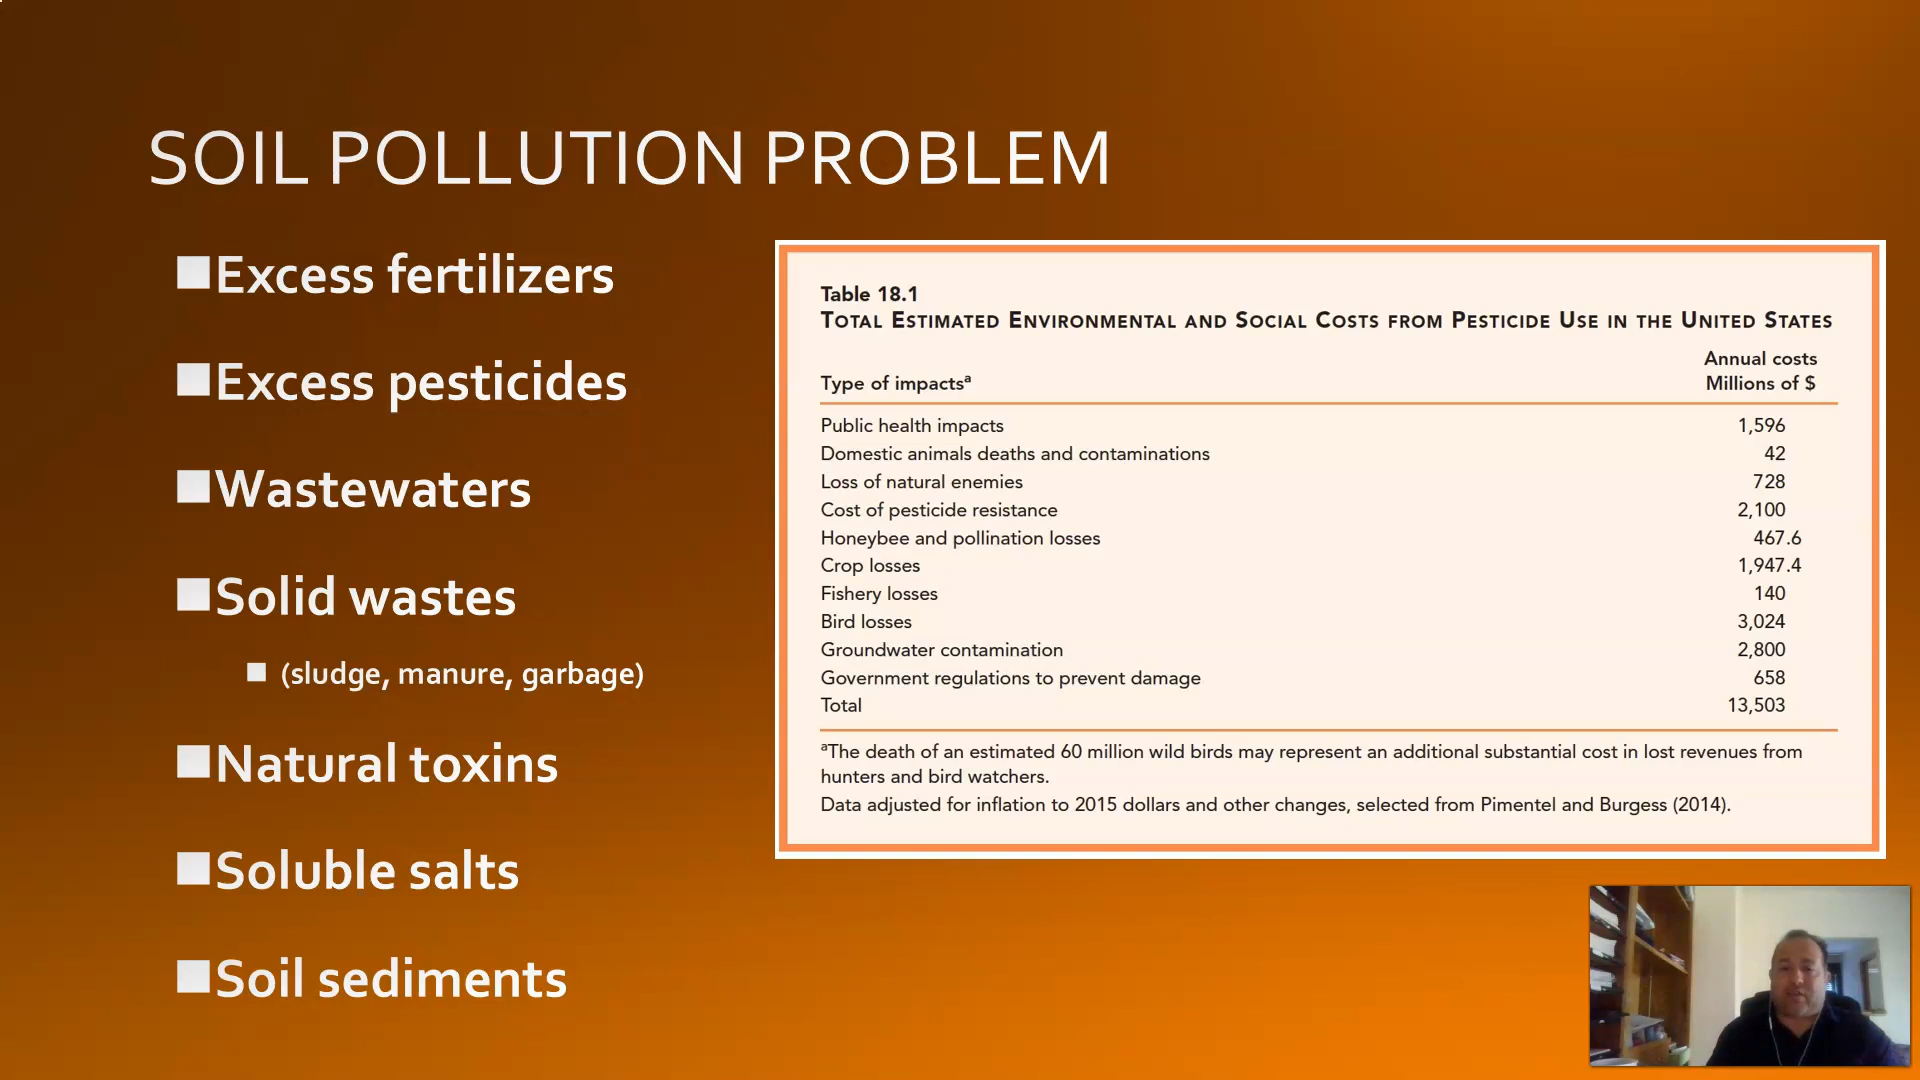 SOIL POLLUTION PROBLEM
Excess fertilizers
Excess pesticides
Wastewaters
Solid wastes
(sludge, manure, garbage)
Natural toxins
Soluble salts
Soil sediments
Table 18.1
TOTAL ESTIMATED ENVIRONMENTAL AND SOCIAL COSTS FROM PESTICIDE USE IN THE UNITED STATES
Annual costs
Type of impactsᵃ Millions of $
Public health impacts 1,596
Domestic animals deaths and contaminations 42
Loss of natural enemies 728
Cost of pesticide resistance 2,100
Honeybee and pollination losses 467.6
Crop losses 1,947.4
Fishery losses 140
Bird losses 3,024
Groundwater contamination 2,800
Government regulations to prevent damage 658
Total 13,503
ᵃThe death of an estimated 60 million wild birds may represent an additional substantial cost in lost revenues from
hunters and bird watchers.
Data adjusted for inflation to 2015 dollars and other changes, selected from Pimentel and Burgess (2014).